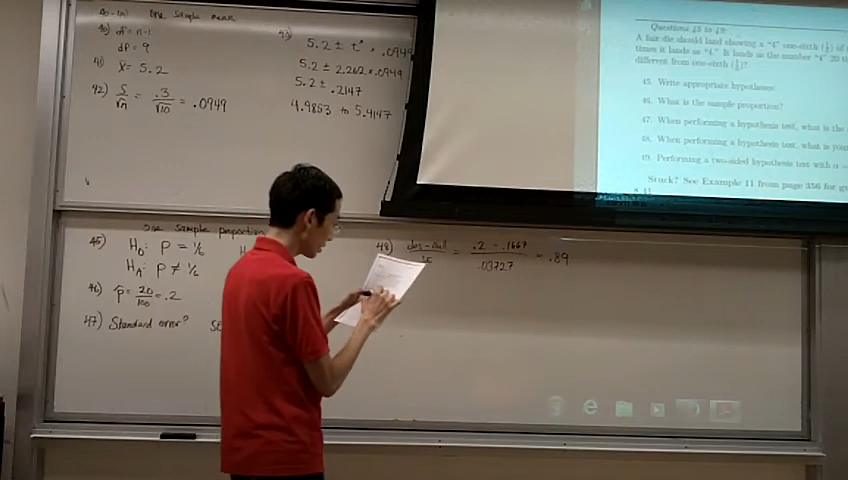 One sample mean
40) df = n-1
df = 9
41) x̄ = 5.2
42) S/√n = .3/√10 = .0949
5.2 ± t* × .0949
5.2 ± 2.262 × .0949
5.2 ± .2147
4.9853 to 5.4147
Questions 45 to 49:
A fair die should land showing a "4" one-sixth (1/6) of
times it lands as "4." It lands as the number "4" 20
different from one-sixth (1/6)?
45. Write appropriate hypotheses.
46. What is the sample proportion?
47. When performing a hypothesis test, what is the
48. When performing a hypothesis test, what is your
49. Performing a two-sided hypothesis test with α
Stuck? See Example 11 from page 356 for
One sample proportion
45) H₀: P = 1/6
Hₐ: P ≠ 1/6
46) p̂ = 20/100 = .2
47) Standard error? SE
48) obs-null/SE = .2 - .1667/.03727 = .89